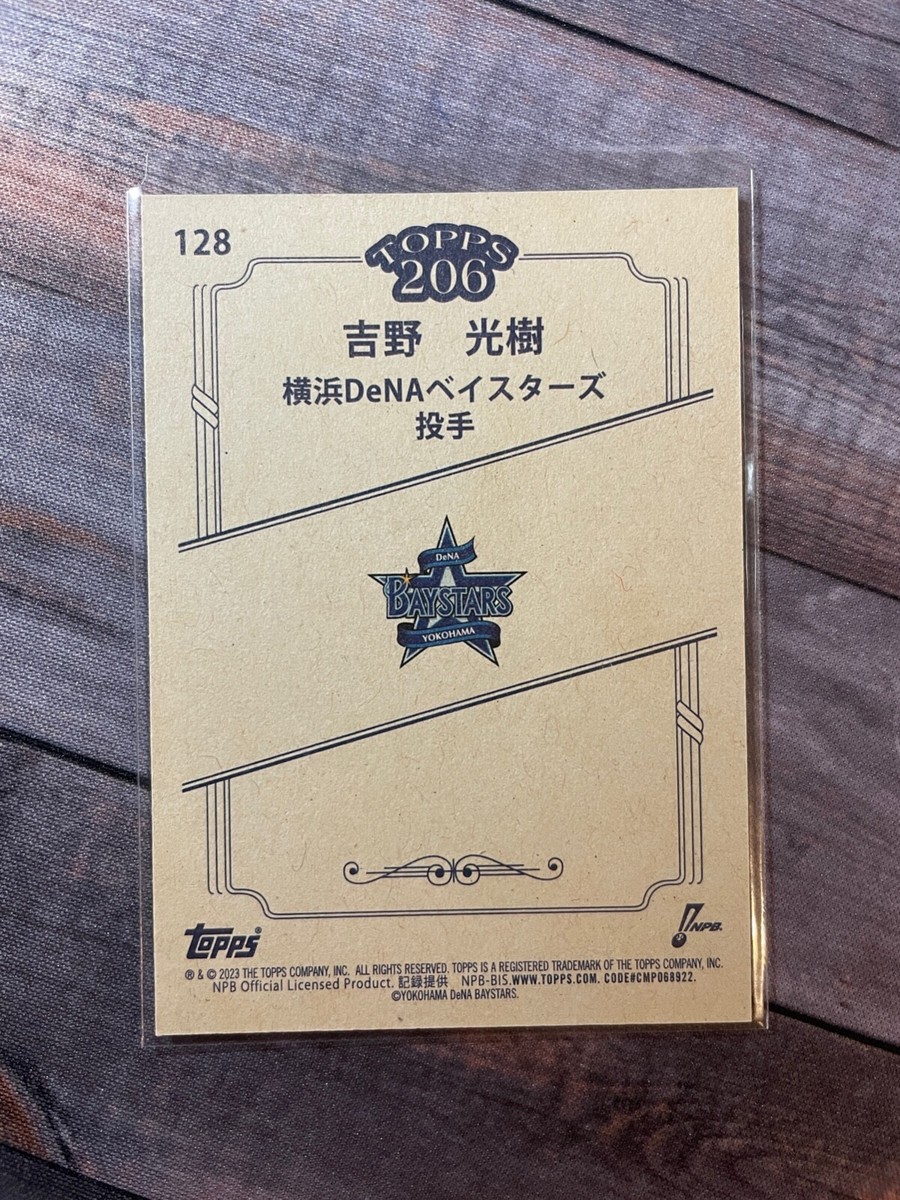 128
TOPPS
206
吉野 光樹
横浜DeNAベイスターズ
投手
DeNA
BAYSTARS
YOKOHAMA
topps®
NPB.
® & © 2023 THE TOPPS COMPANY, INC. ALL RIGHTS RESERVED. TOPPS IS A REGISTERED TRADEMARK OF THE TOPPS COMPANY, INC.
NPB Official Licensed Product. 記録提供 NPB-BIS.WWW.TOPPS.COM. CODE#CMP068922.
©YOKOHAMA DeNA BAYSTARS.